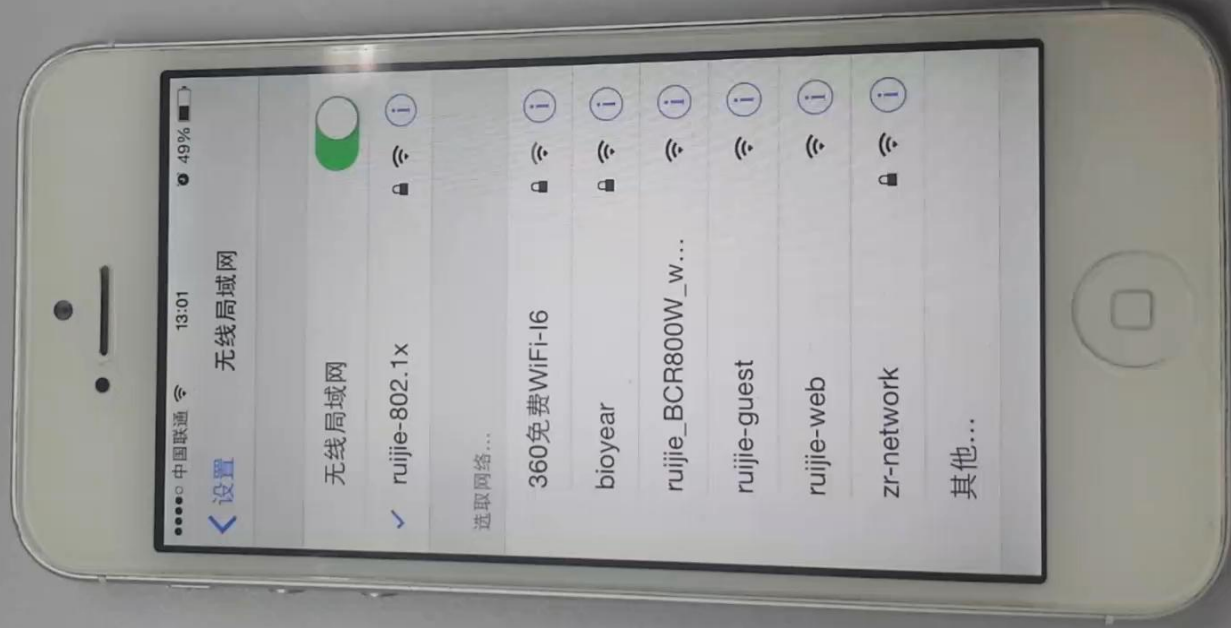 ●●●●○ 中国联通 13:01 49%
设置 无线局域网
无线局域网
ruijie-802.1x
选取网络...
360免费WiFi-I6
bioyear
ruijie_BCR800W_w...
ruijie-guest
ruijie-web
zr-network
其他...